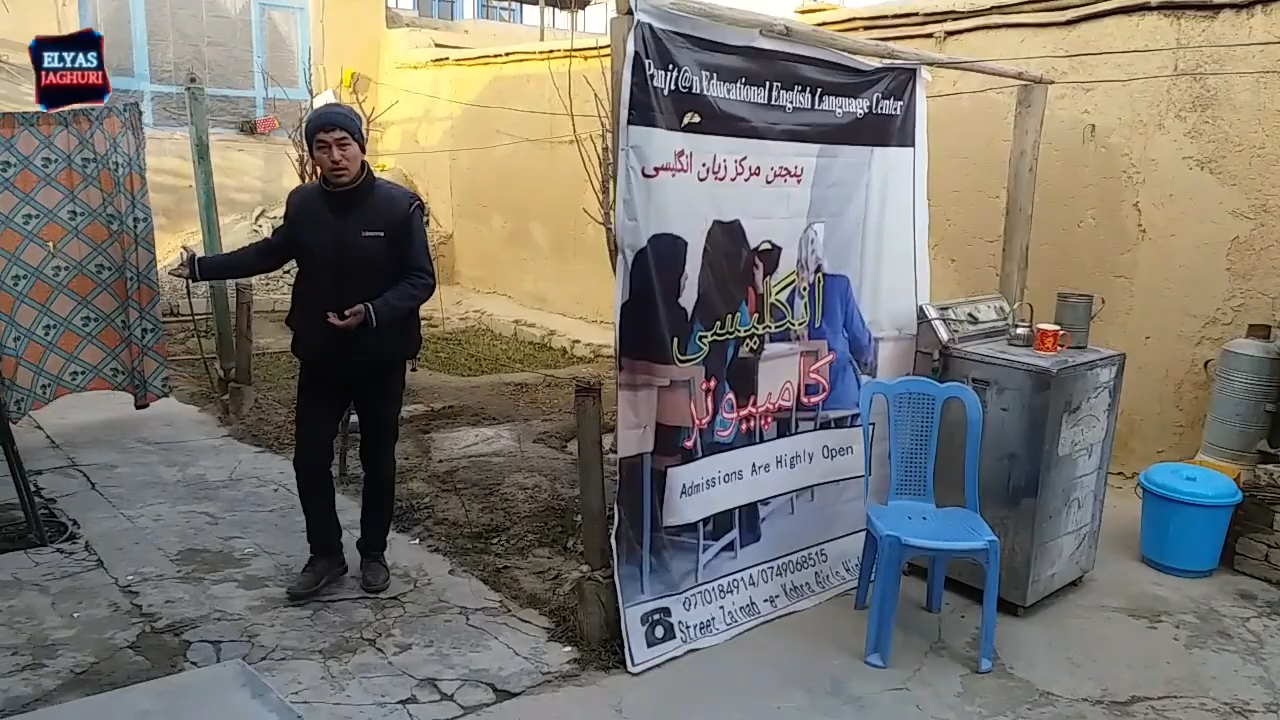 ELYAS
JAGHURI
Panjt@n Educational English Language Center
پنجتن مرکز زبان انگلیسی
انگلیسی
کامپیوتر
Admissions Are Highly Open
0770184914/0749068515
Street Zainab -e- Kobra Girls High